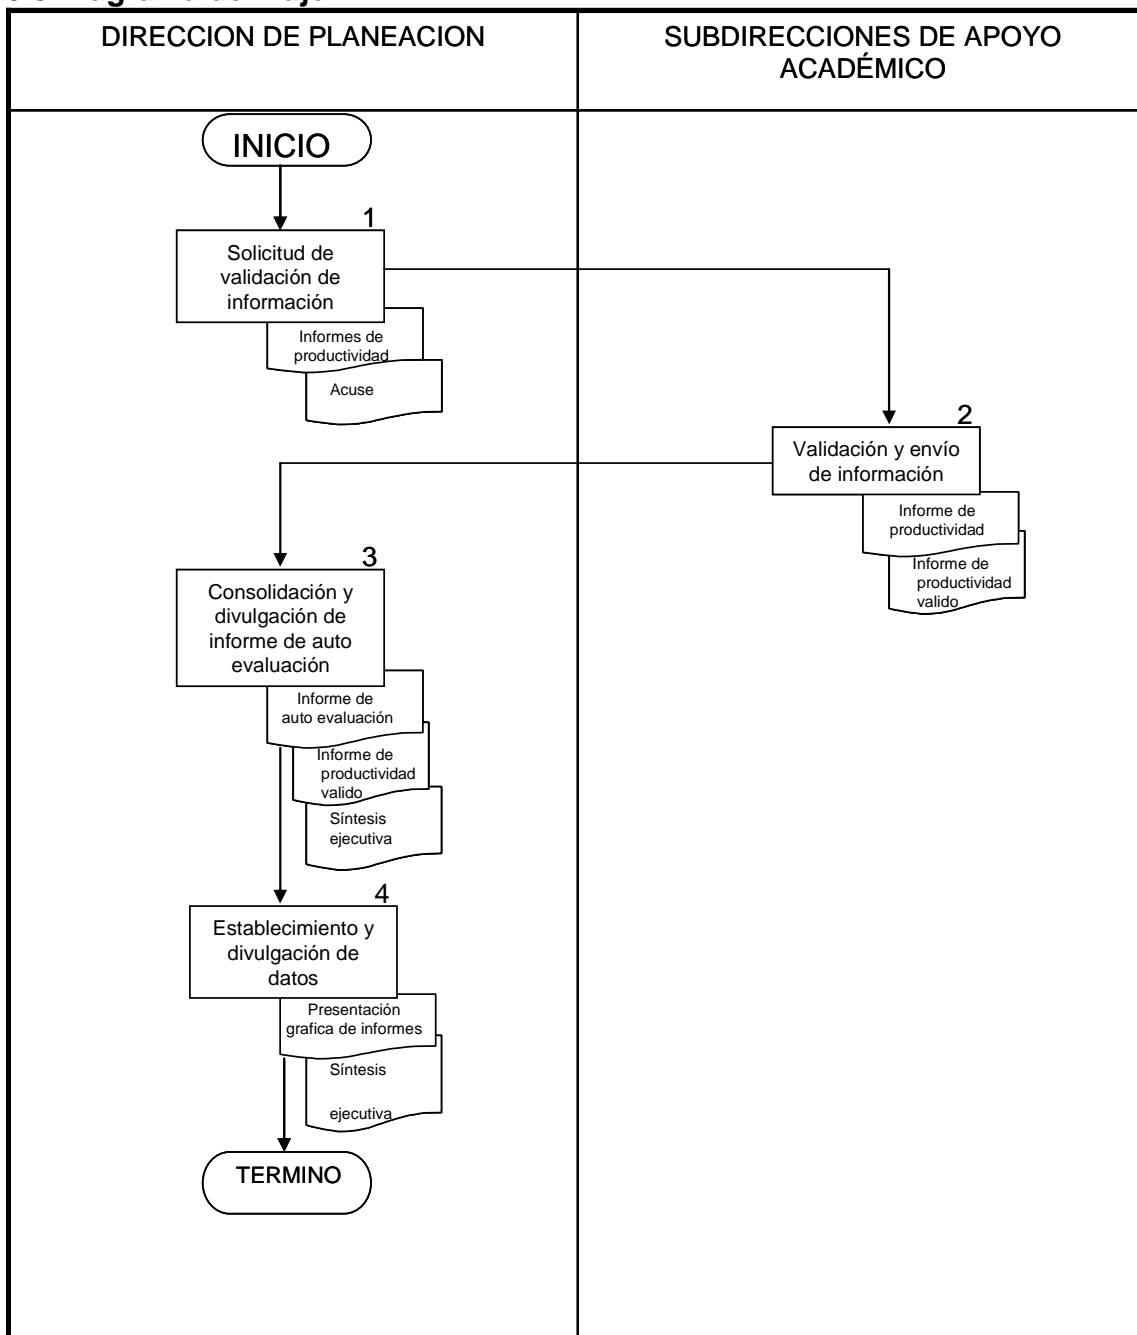 DIRECCION DE PLANEACION
SUBDIRECCIONES DE APOYO
ACADÉMICO
INICIO
1
Solicitud de
validación de
información
Informes de
productividad
Acuse
2
Validación y envío
de información
Informe de
productividad
Informe de
productividad
valido
3
Consolidación y
divulgación de
informe de auto
evaluación
Informe de
auto evaluación
Informe de
productividad
valido
Síntesis
ejecutiva
4
Establecimiento y
divulgación de
datos
Presentación
grafica de informes
Síntesis
ejecutiva
TERMINO